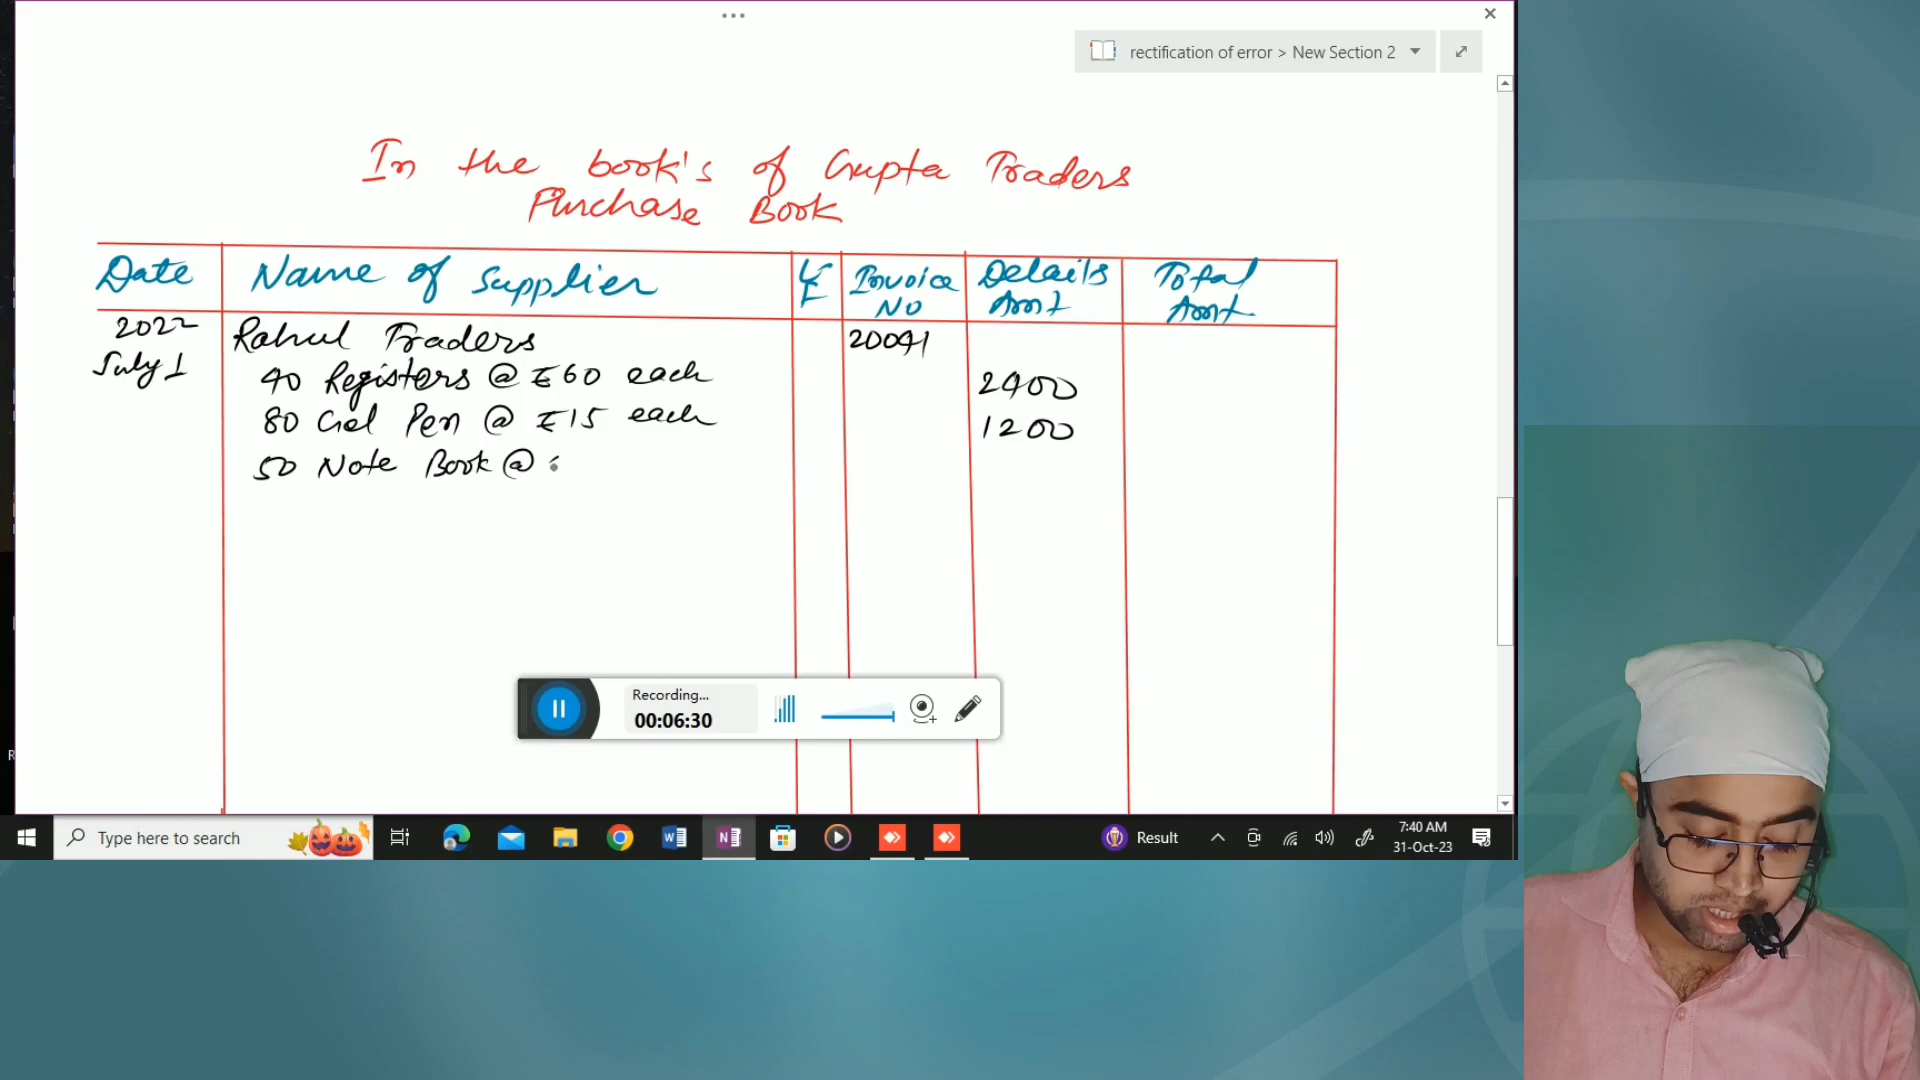 rectification of error > New Section 2
In the book's of Gupta Traders
Purchase Book
Date
Name of Supplier
L.F
Invoice
No
Details
Amt
Total
Amt
2022
July 1
Rahul Traders
20041
40 Registers @ ₹60 each
2400
80 Gel Pen @ ₹15 each
1200
50 Note Book @
Recording...
00:06:30
Type here to search
Result
7:40 AM
31-Oct-23